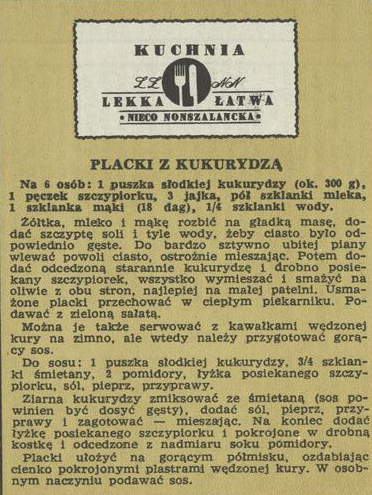 KUCHNIA
LEKKA ŁATWA
• NIECO NONSZALANCKA •
PLACKI Z KUKURYDZĄ
Na 6 osób: 1 puszka słodkiej kukurydzy (ok. 300 g),
1 pęczek szczypiorku, 3 jajka, pół szklanki mleka,
1 szklanka mąki (18 dag), 1/4 szklanki wody.
Żółtka, mleko i mąkę rozbić na gładką masę, do-
dać szczyptę soli i tyle wody, żeby ciasto było od-
powiednio gęste. Do bardzo sztywno ubitej piany
wlewać powoli ciasto, ostrożnie mieszając. Potem do-
dać odcedzoną starannie kukurydzę i drobno posie-
kany szczypiorek, wszystko wymieszać i smażyć na
oliwie z obu stron, najlepiej na małej patelni. Usma-
żone placki przechować w ciepłym piekarniku. Po-
dawać z zieloną sałatą.
Można je także serwować z kawałkami wędzonej
kury na zimno, ale wtedy należy przygotować gorą-
cy sos.
Do sosu: 1 puszka słodkiej kukurydzy, 3/4 szklan-
ki śmietany, 2 pomidory, łyżka posiekanego szczy-
piorku, sól, pieprz, przyprawy.
Ziarna kukurydzy zmiksować ze śmietaną (sos po-
winien być dosyć gęsty), dodać sól, pieprz, przy-
prawy i zagotować — mieszając. Na koniec dodać
łyżkę posiekanego szczypiorku i pokrojone w drobną
kostkę i odcedzone z nadmiaru soku pomidory.
Placki ułożyć na gorącym półmisku, ozdabiając
cienko pokrojonymi plastrami wędzonej kury. W osob-
nym naczyniu podawać sos.